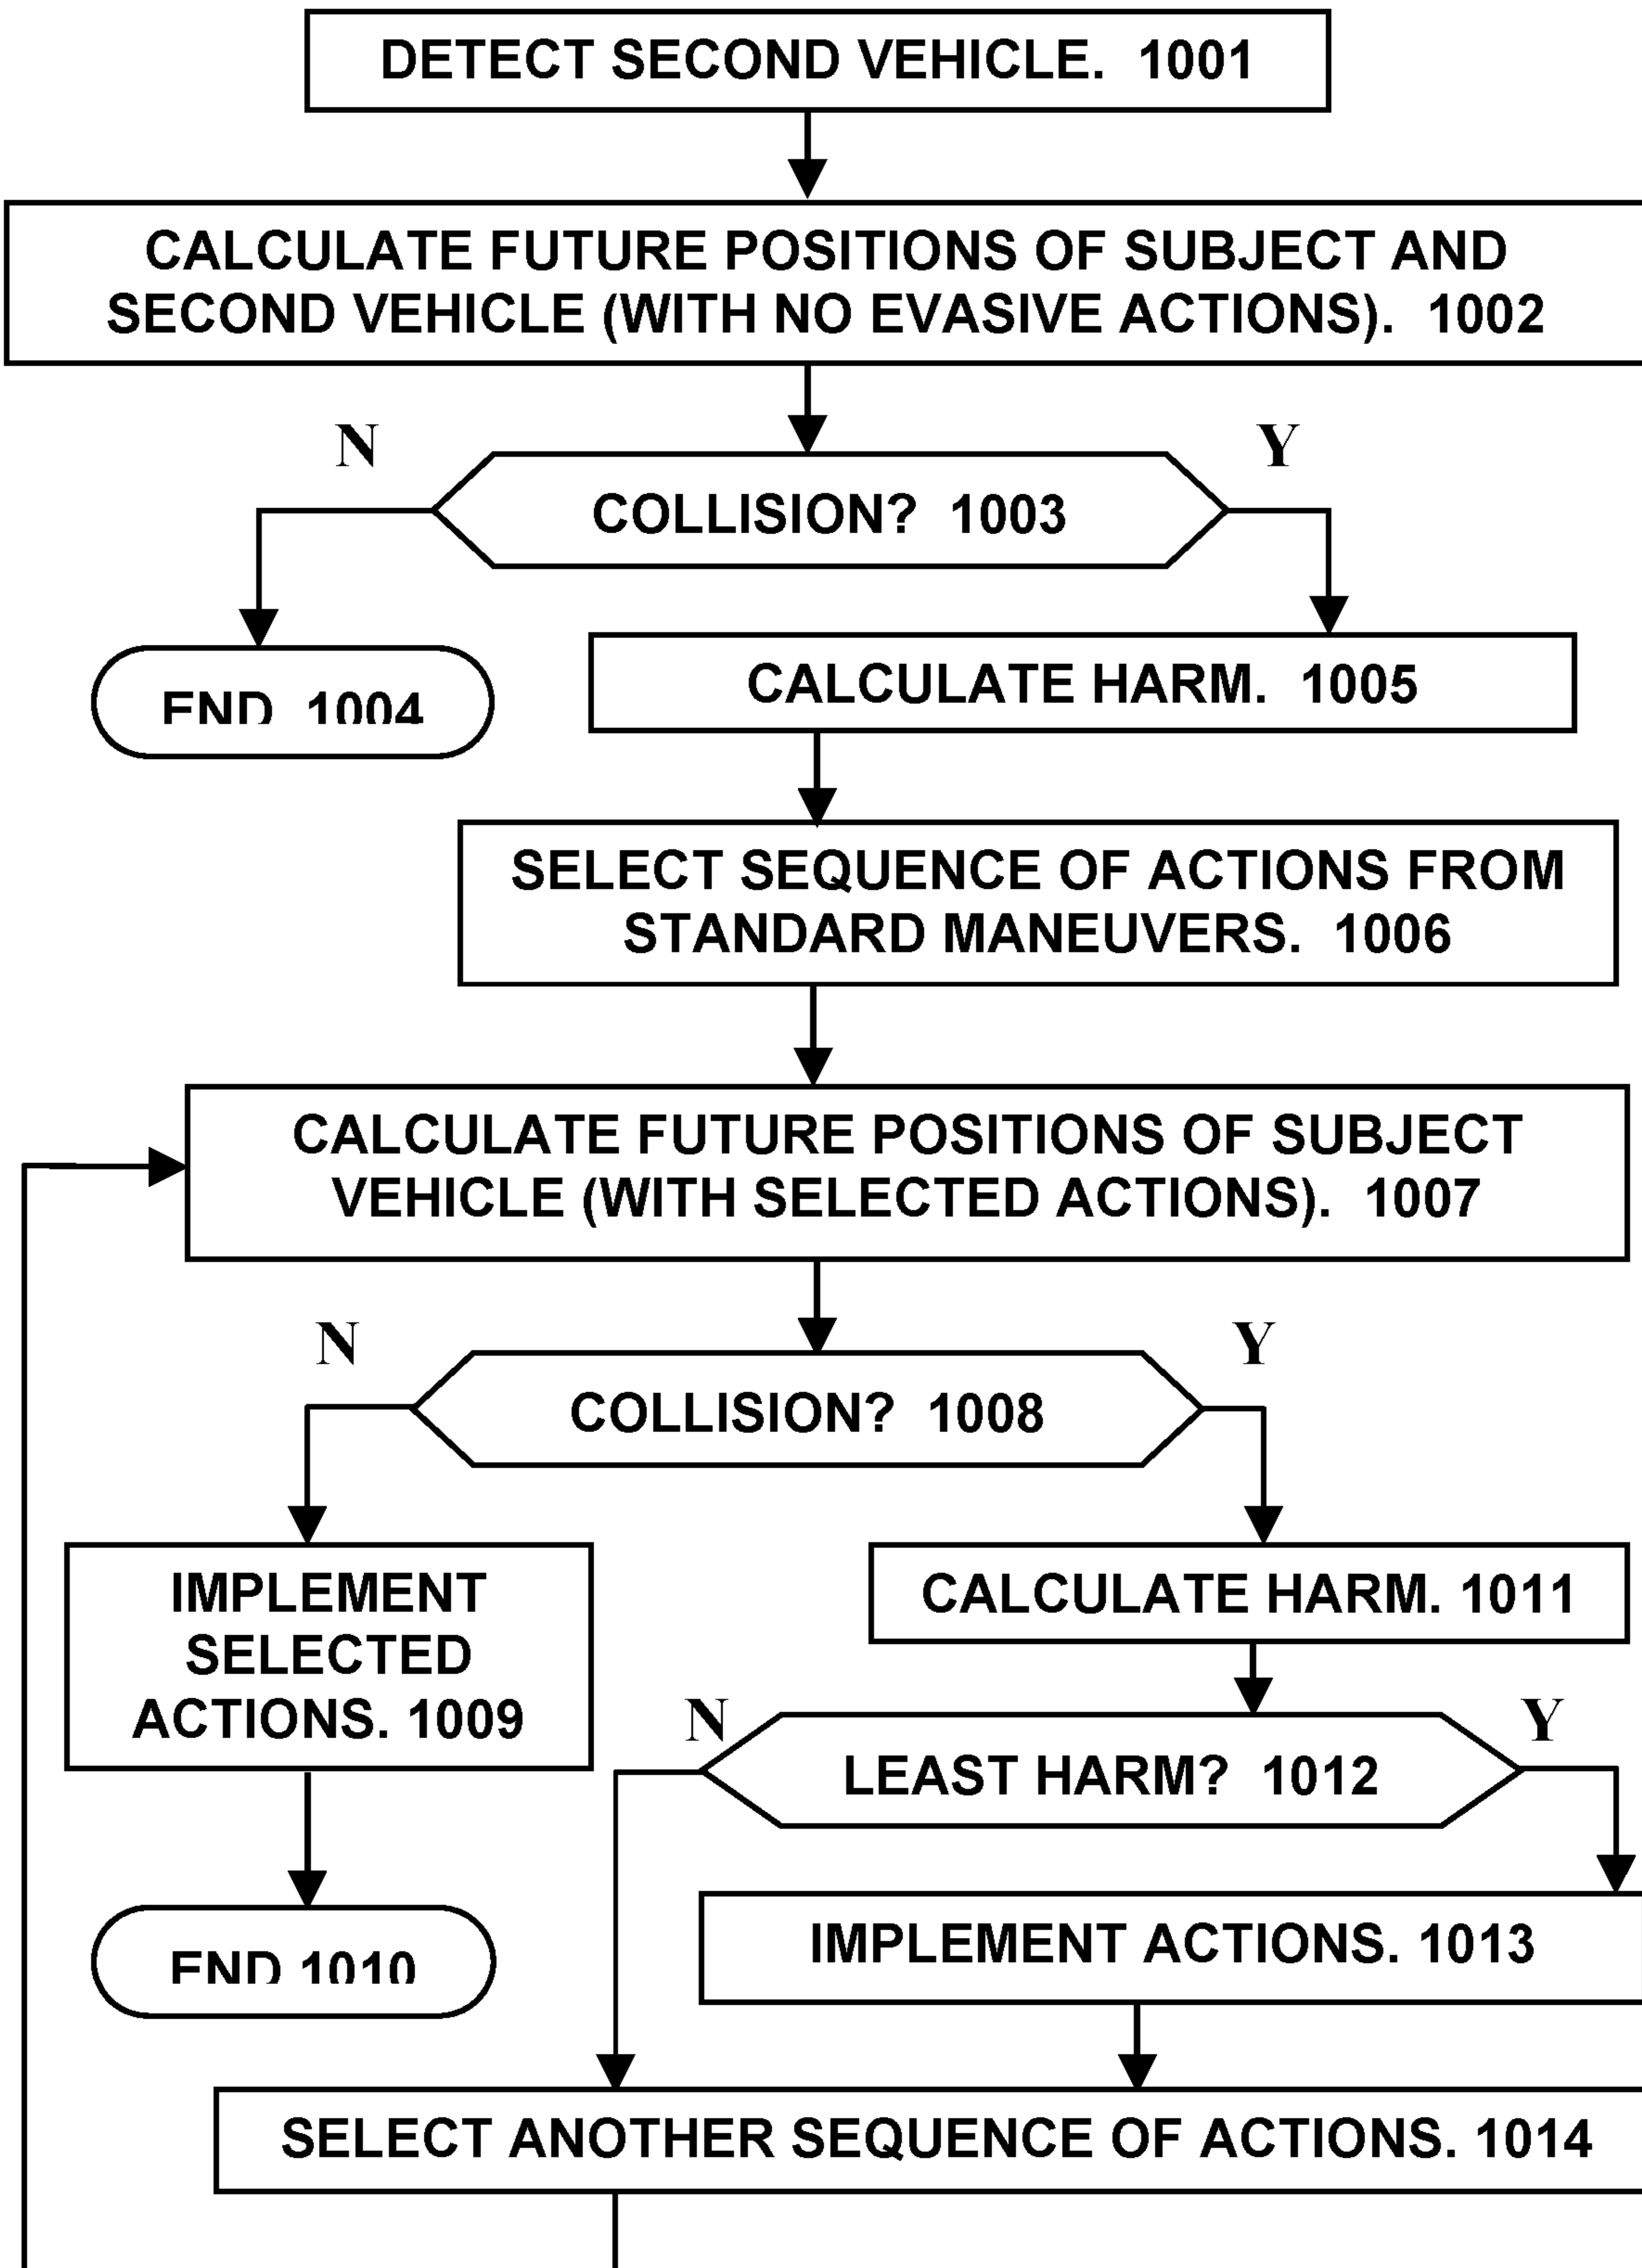 DETECT SECOND VEHICLE. 1001
CALCULATE FUTURE POSITIONS OF SUBJECT AND
SECOND VEHICLE (WITH NO EVASIVE ACTIONS). 1002
N
Y
COLLISION? 1003
END 1004
CALCULATE HARM. 1005
SELECT SEQUENCE OF ACTIONS FROM
STANDARD MANEUVERS. 1006
CALCULATE FUTURE POSITIONS OF SUBJECT
VEHICLE (WITH SELECTED ACTIONS). 1007
N
Y
COLLISION? 1008
IMPLEMENT
SELECTED
ACTIONS. 1009
CALCULATE HARM. 1011
N
Y
LEAST HARM? 1012
IMPLEMENT ACTIONS. 1013
END 1010
SELECT ANOTHER SEQUENCE OF ACTIONS. 1014